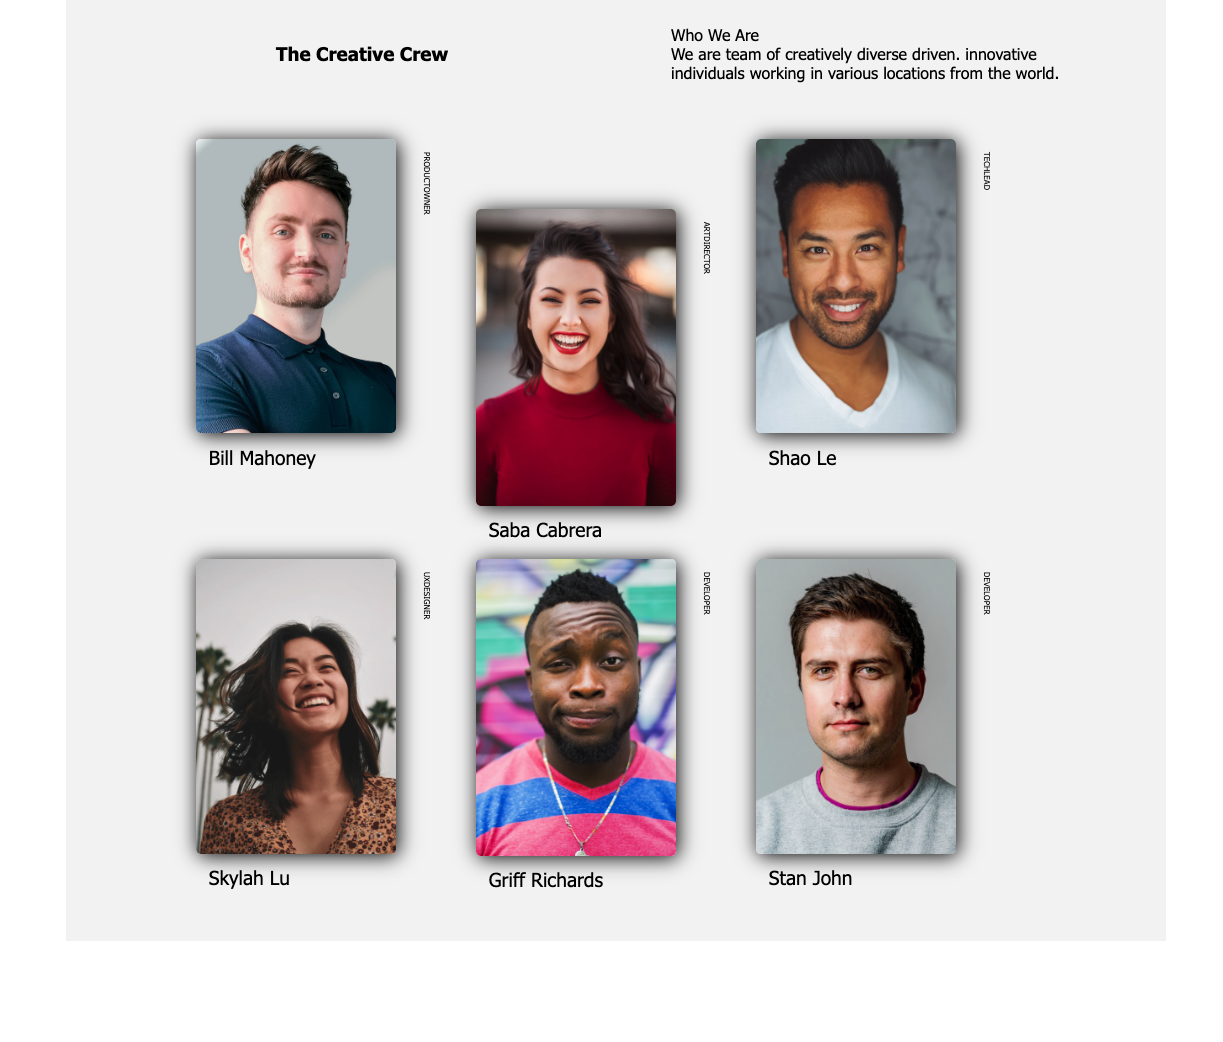 The Creative Crew
Who We Are
We are team of creatively diverse driven. innovative
individuals working in various locations from the world.
PRODUCTOWNER
Bill Mahoney
ARTDIRECTOR
Saba Cabrera
TECHLEAD
Shao Le
UXDESIGNER
Skylah Lu
DEVELOPER
Griff Richards
DEVELOPER
Stan John